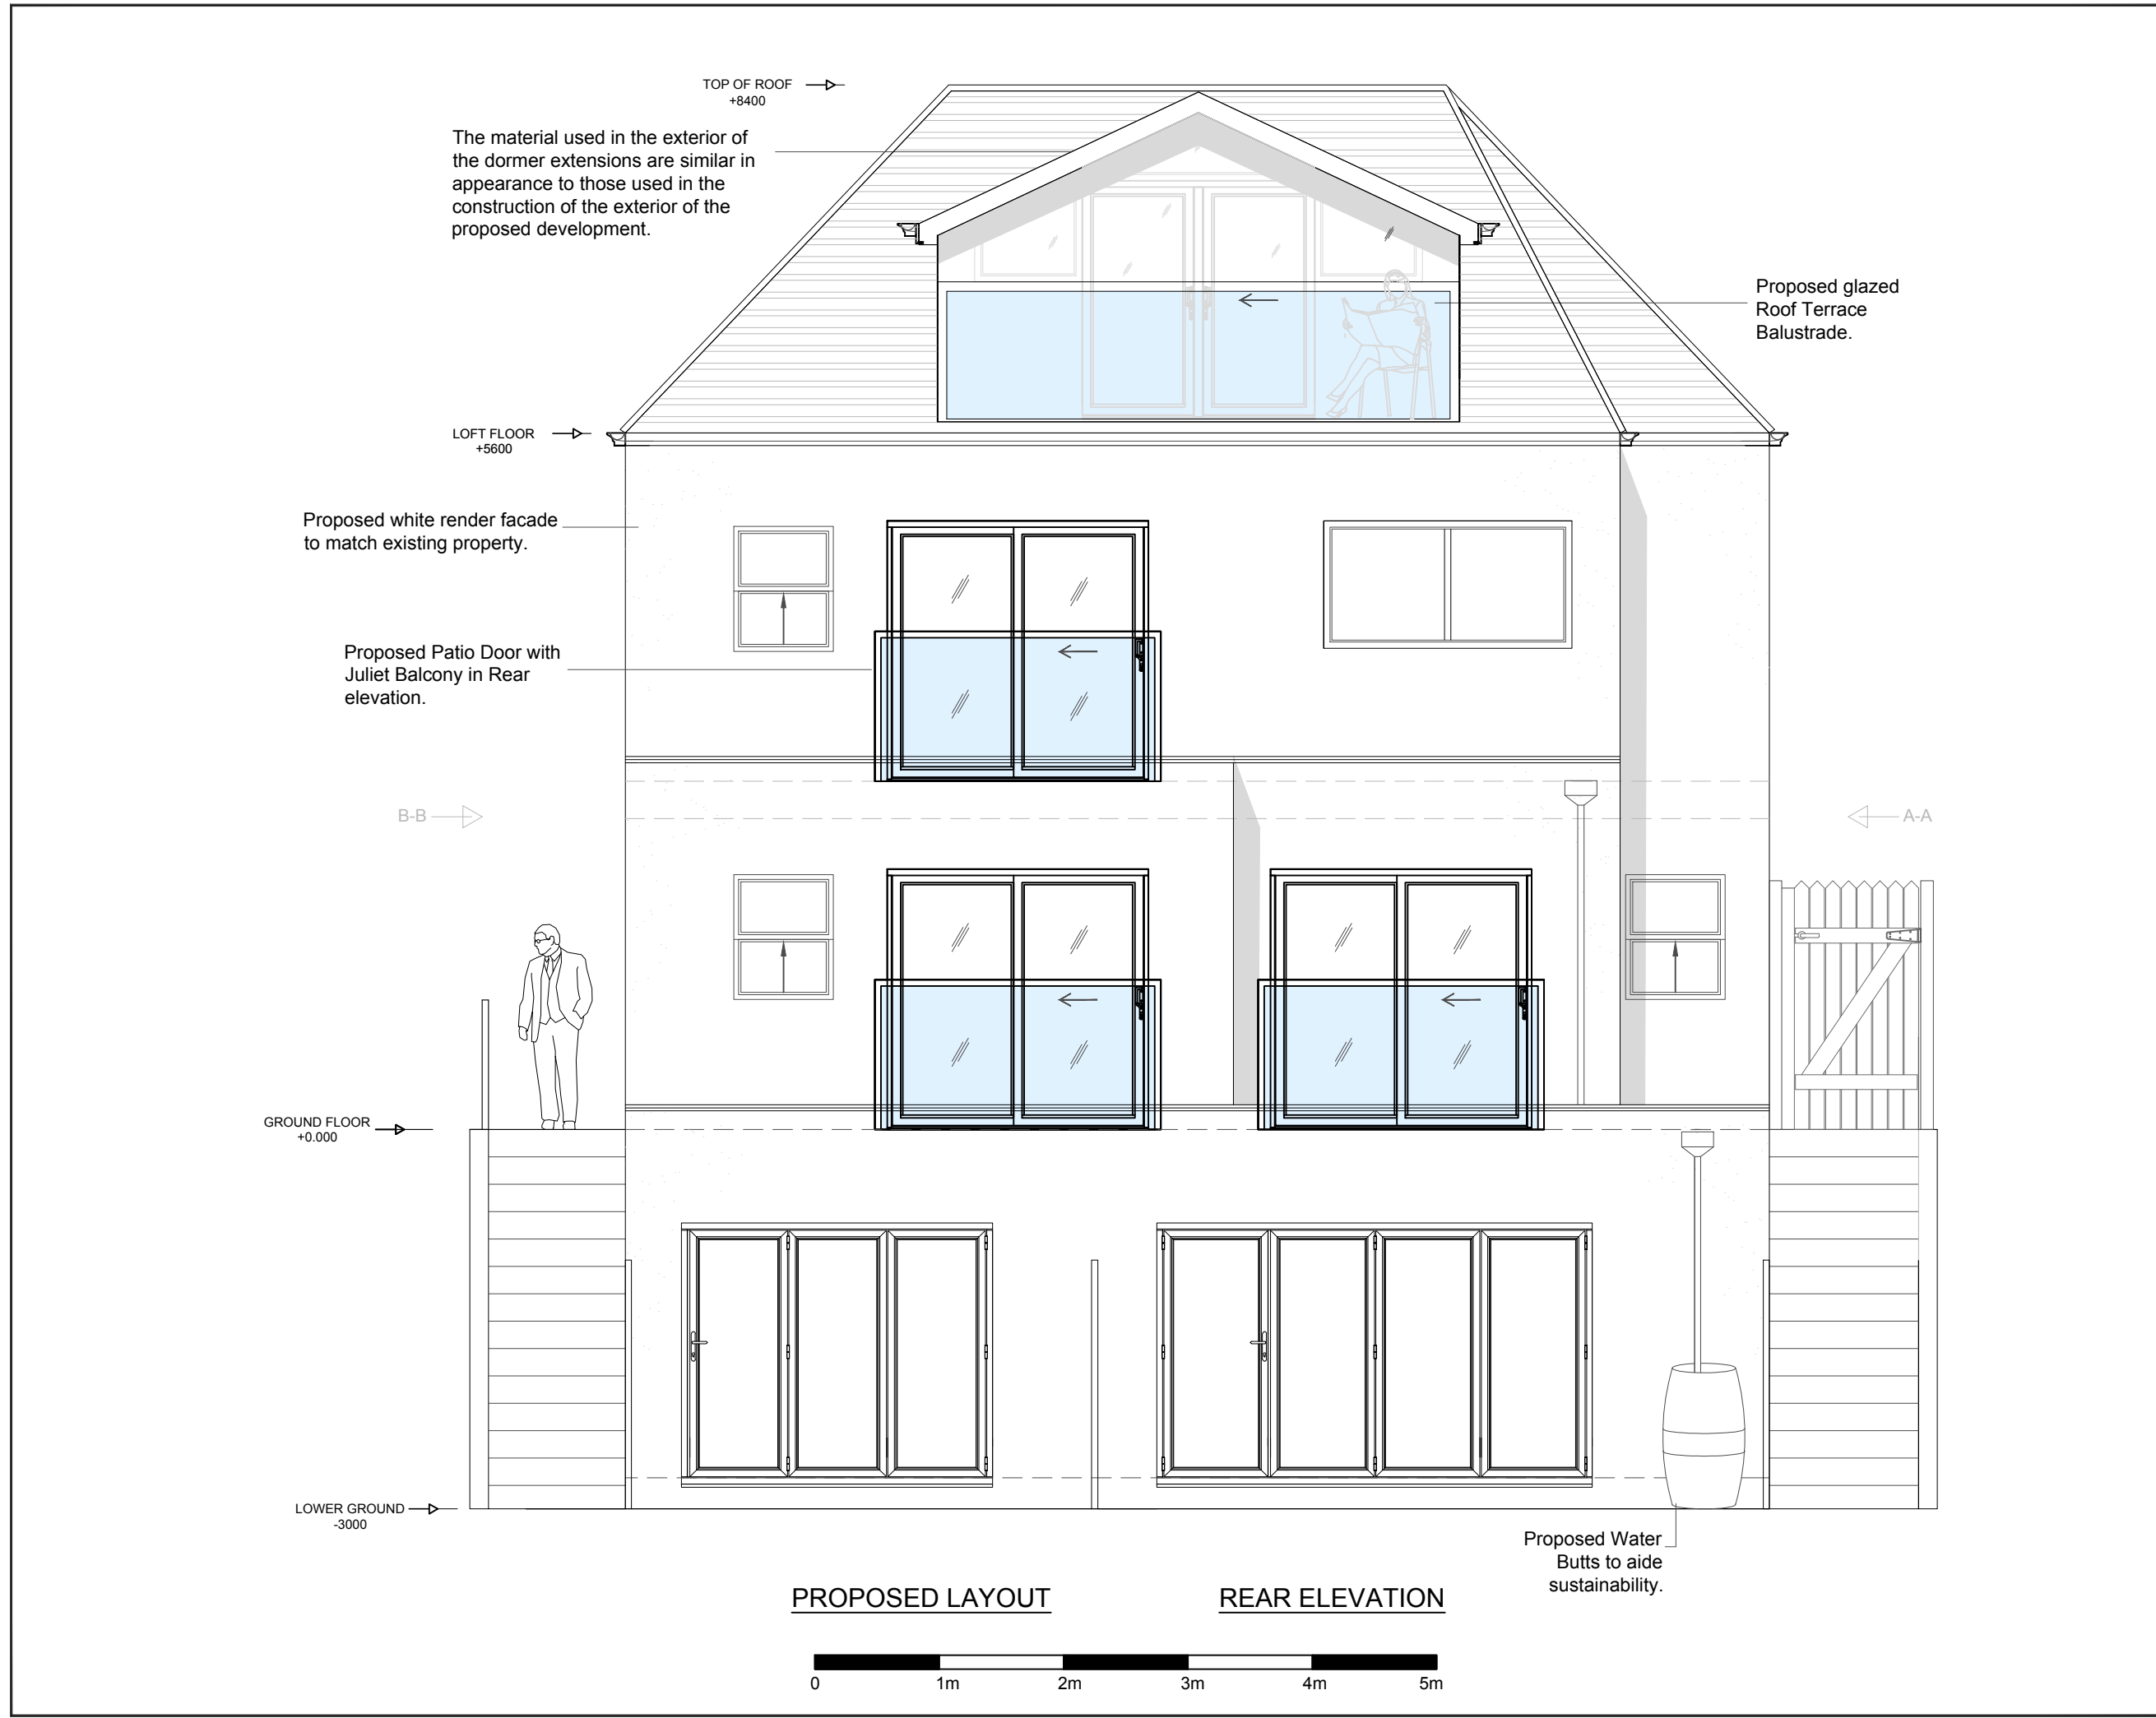 TOP OF ROOF
+8400
The material used in the exterior of
the dormer extensions are similar in
appearance to those used in the
construction of the exterior of the
proposed development.
Proposed glazed
Roof Terrace
Balustrade.
LOFT FLOOR
+5600
Proposed white render facade
to match existing property.
Proposed Patio Door with
Juliet Balcony in Rear
elevation.
B-B
A-A
GROUND FLOOR
+0.000
LOWER GROUND
-3000
Proposed Water
Butts to aide
sustainability.
PROPOSED LAYOUT REAR ELEVATION
0 1m 2m 3m 4m 5m